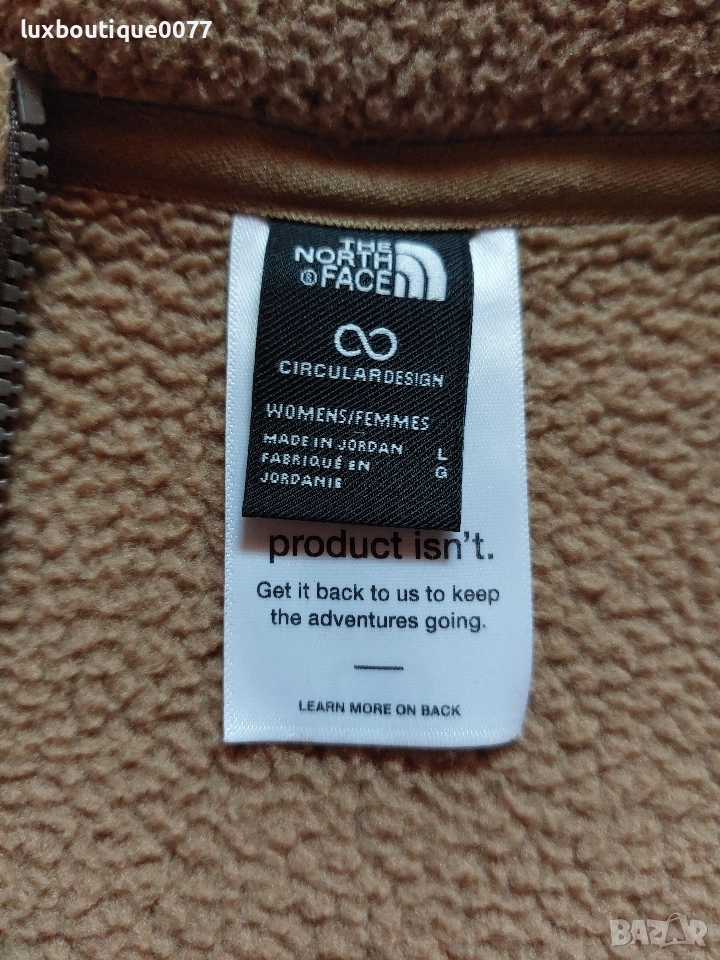 luxboutique0077
THE
NORTH
® FACE
CIRCULARDESIGN
WOMENS/FEMMES
MADE IN JORDAN L
FABRIQUÉ EN G
JORDANIE
product isn't.
Get it back to us to keep
the adventures going.
LEARN MORE ON BACK
BAZAR